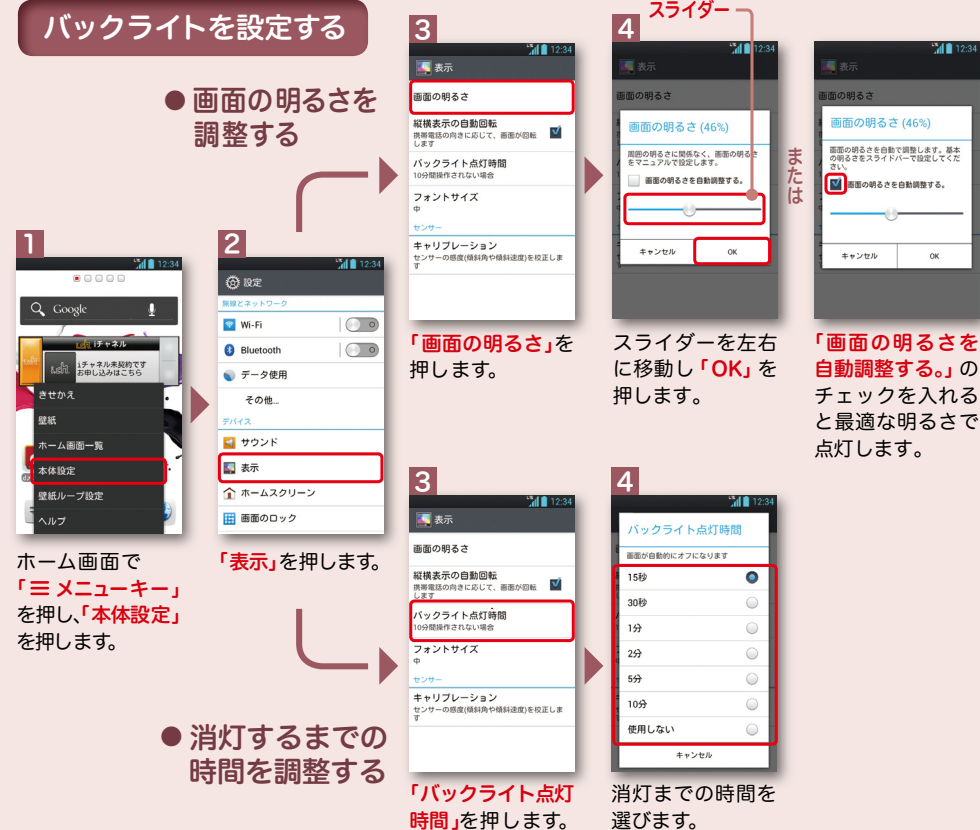 バックライトを設定する
● 画面の明るさを
調整する
1
12:34
Google
iチャネル
iチャネル未契約です
お申し込みはこちら
きせかえ
壁紙
ホーム画面一覧
本体設定
壁紙ループ設定
ヘルプ
ホーム画面で
「☰ メニューキー」
を押し、「本体設定」
を押します。
2
12:34
設定
無線とネットワーク
Wi-Fi
Bluetooth
データ使用
その他...
デバイス
サウンド
表示
ホームスクリーン
画面のロック
「表示」を押します。
3
12:34
表示
画面の明るさ
縦横表示の自動回転
携帯電話の向きに応じて、画面が回転
します
バックライト点灯時間
10分間操作されない場合
フォントサイズ
中
センサー
キャリブレーション
センサーの感度(傾斜角や傾斜速度)を校正しま
す
「画面の明るさ」を
押します。
スライダー
4
12:34
表示
画面の明るさ
画面の明るさ (46%)
周囲の明るさに関係なく、画面の明るさ
をマニュアルで設定します。
画面の明るさを自動調整する。
キャンセル
OK
スライダーを左右
に移動し「OK」を
押します。
または
12:34
表示
画面の明るさ
画面の明るさ (46%)
画面の明るさを自動で調整します。基本
の明るさをスライドバーで設定してくだ
さい。
画面の明るさを自動調整する。
キャンセル
OK
「画面の明るさを
自動調整する。」の
チェックを入れる
と最適な明るさで
点灯します。
● 消灯するまでの
時間を調整する
3
12:34
表示
画面の明るさ
縦横表示の自動回転
携帯電話の向きに応じて、画面が回転
します
バックライト点灯時間
10分間操作されない場合
フォントサイズ
中
センサー
キャリブレーション
センサーの感度(傾斜角や傾斜速度)を校正しま
す
「バックライト点灯
時間」を押します。
4
12:34
バックライト点灯時間
画面が自動的にオフになります
15秒
30秒
1分
2分
5分
10分
使用しない
キャンセル
消灯までの時間を
選びます。